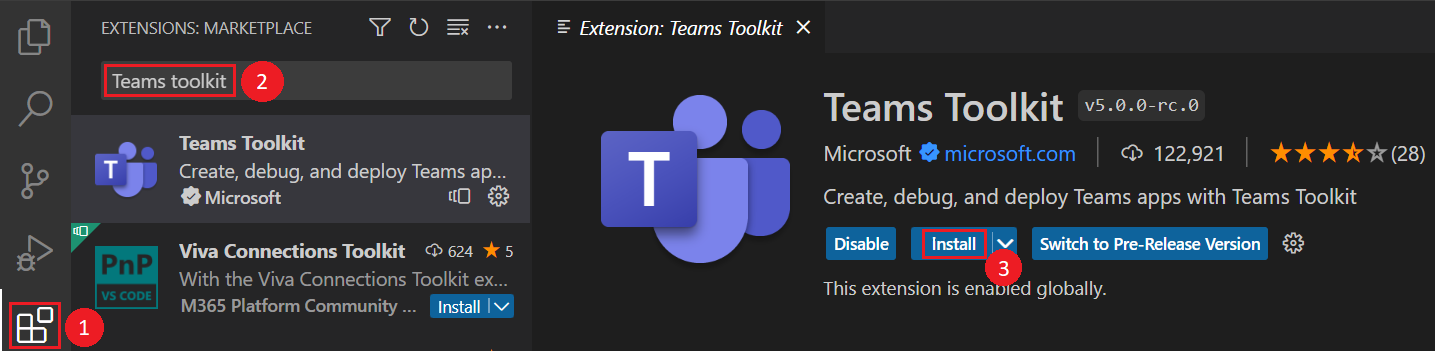 EXTENSIONS: MARKETPLACE
Teams toolkit
2
Teams Toolkit
Create, debug, and deploy Teams ap...
Microsoft
PnP
VS CODE
Viva Connections Toolkit 624 5
With the Viva Connections Toolkit ex...
M365 Platform Community ... Install
1
Extension: Teams Toolkit
T
Teams Toolkit v5.0.0-rc.0
Microsoft microsoft.com 122,921 (28)
Create, debug, and deploy Teams apps with Teams Toolkit
Disable Install Switch to Pre-Release Version
3
This extension is enabled globally.
T